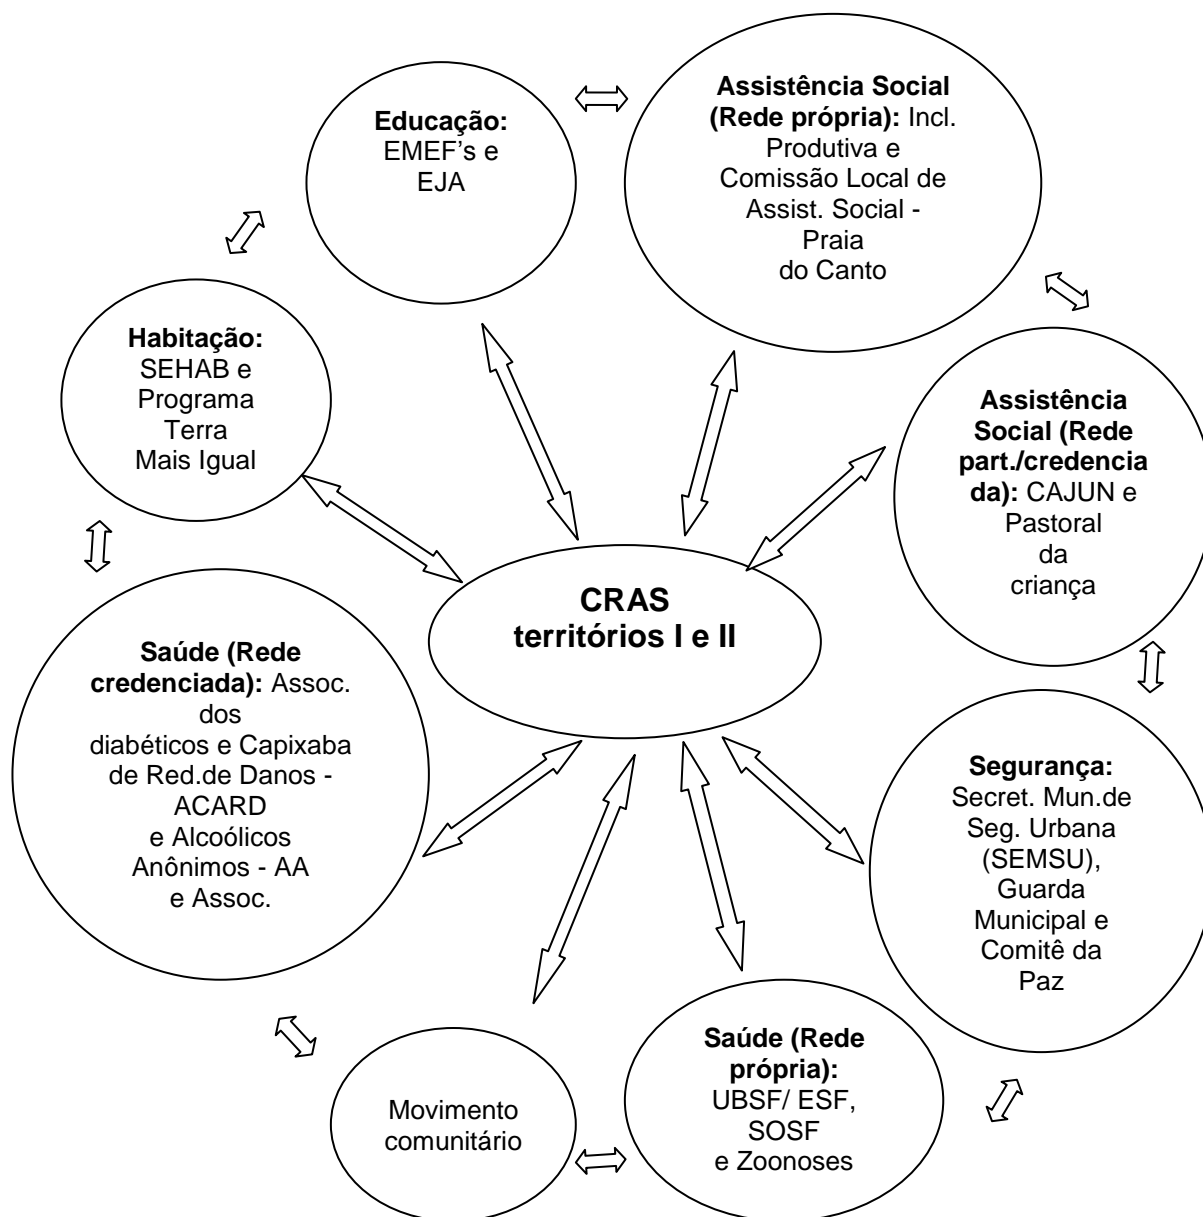 Educação:
EMEF’s e
EJA
Assistência Social
(Rede própria): Incl.
Produtiva e
Comissão Local de
Assist. Social -
Praia
do Canto
Habitação:
SEHAB e
Programa
Terra
Mais Igual
Assistência
Social (Rede
part./credencia
da): CAJUN e
Pastoral
da
criança
CRAS
territórios I e II
Saúde (Rede
credenciada): Assoc.
dos
diabéticos e Capixaba
de Red.de Danos -
ACARD
e Alcoólicos
Anônimos - AA
e Assoc.
Segurança:
Secret. Mun.de
Seg. Urbana
(SEMSU),
Guarda
Municipal e
Comitê da
Paz
Saúde (Rede
própria):
UBSF/ ESF,
SOSF
e Zoonoses
Movimento
comunitário